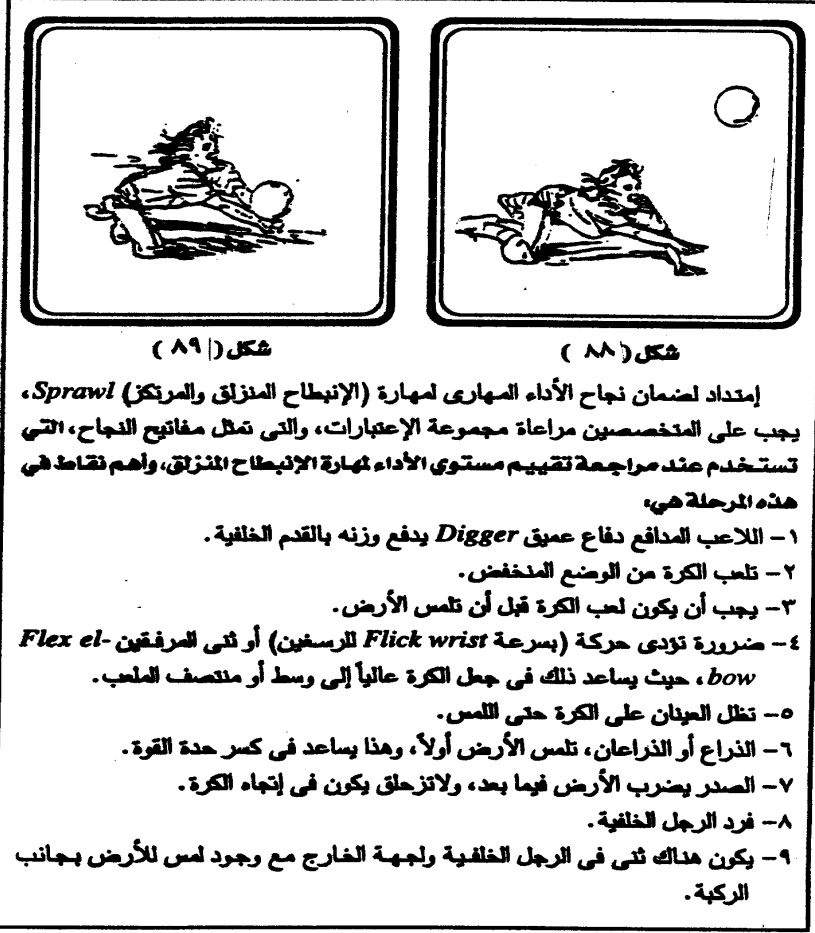 شكل ( ٨٨ )
شكل ( ٨٩ )
إمتداد لضمان نجاح الأداء المهارى لمهارة (الإنبطاح المنزلق والمرتكز) Sprawl،
يجب على المتخصصين مراعاة مجموعة الإعتبارات، والتى تمثل مفاتيح النجاح، التي
تستخدم عند مراجعة تقييم مستوي الأداء لمهارة الإنبطاح المنزلق، وأهم نقاط في
هذه المرحلة هي،
١– اللاعب المدافع دفاع عميق Digger يدفع وزنه بالقدم الخلفية.
٢– تلعب الكرة من الوضع المنخفض.
٣– يجب أن يكون لعب الكرة قبل أن تلمس الأرض.
٤– ضرورة تؤدى حركة (بسرعة Flick wrist للرسغين) أو ثنى المرفقين Flex el-
bow، حيث يساعد ذلك فى جعل الكرة عالياً إلى وسط أو منتصف الملعب.
٥– تظل العينان على الكرة حتى اللمس.
٦– الذراع أو الذراعان، تلمس الأرض أولاً، وهذا يساعد فى كسر حدة القوة.
٧– الصدر يضرب الأرض فيما بعد، ولاتزحلق يكون فى إتجاه الكرة.
٨– فرد الرجل الخلفية.
٩– يكون هناك ثنى فى الرجل الخلفية ولجهة الخارج مع وجود لمس للأرض بجانب
الركبة.